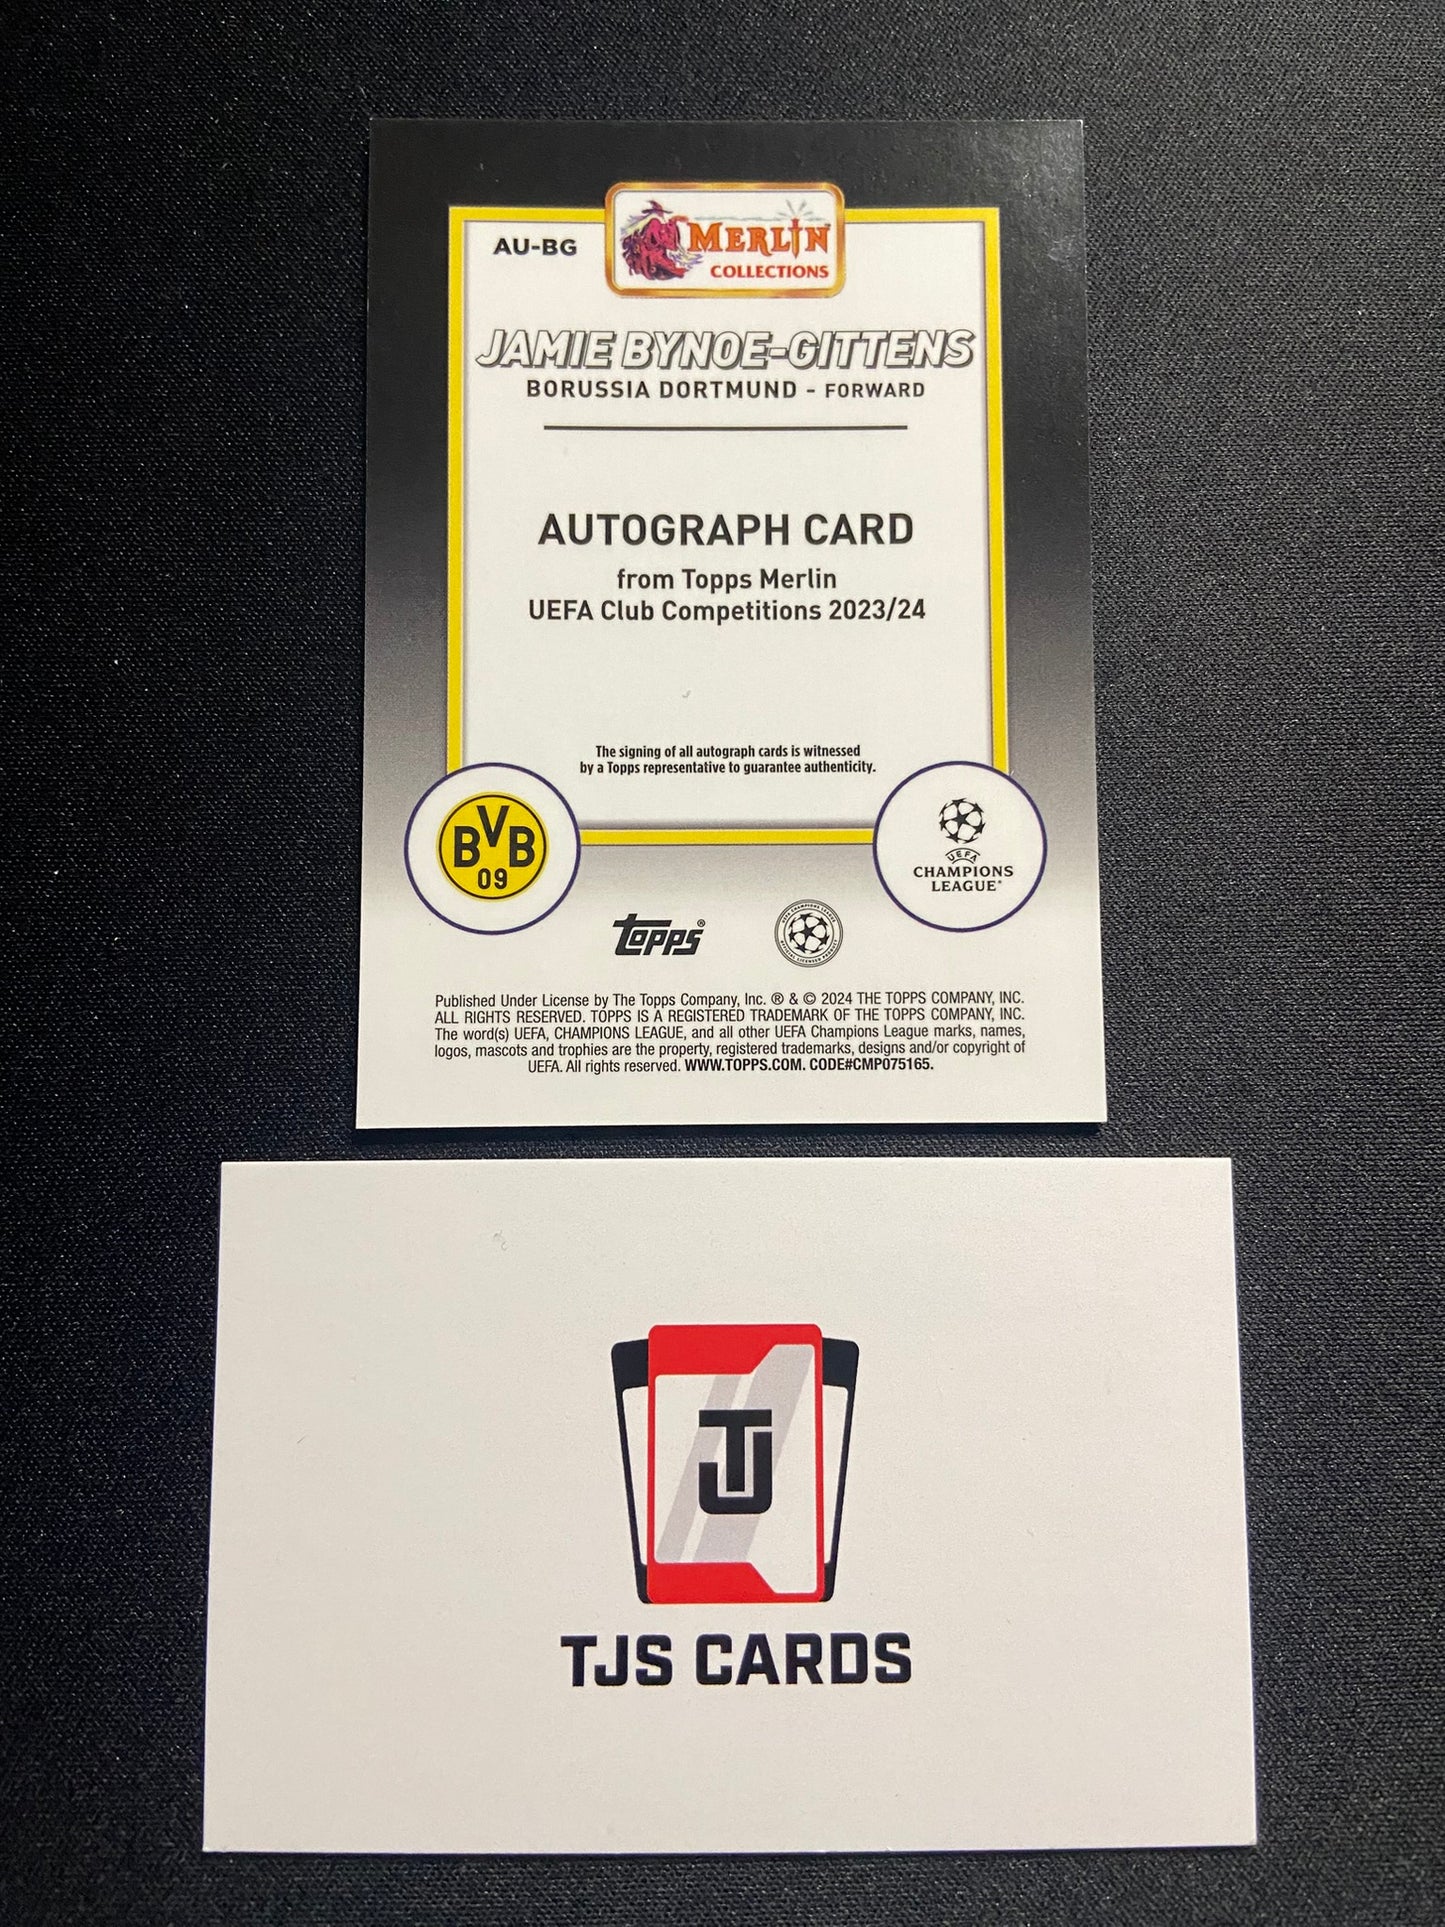 AU-BG
MERLIN
COLLECTIONS
JAMIE BYNOE-GITTENS
BORUSSIA DORTMUND - FORWARD
AUTOGRAPH CARD
from Topps Merlin
UEFA Club Competitions 2023/24
The signing of all autograph cards is witnessed
by a Topps representative to guarantee authenticity.
BVB
09
UEFA
CHAMPIONS
LEAGUE®
topps®
Published Under License by The Topps Company, Inc. ® & © 2024 THE TOPPS COMPANY, INC.
ALL RIGHTS RESERVED. TOPPS IS A REGISTERED TRADEMARK OF THE TOPPS COMPANY, INC.
The word(s) UEFA, CHAMPIONS LEAGUE, and all other UEFA Champions League marks, names,
logos, mascots and trophies are the property, registered trademarks, designs and/or copyright of
UEFA. All rights reserved. WWW.TOPPS.COM. CODE#CMP075165.
TJ
TJS CARDS